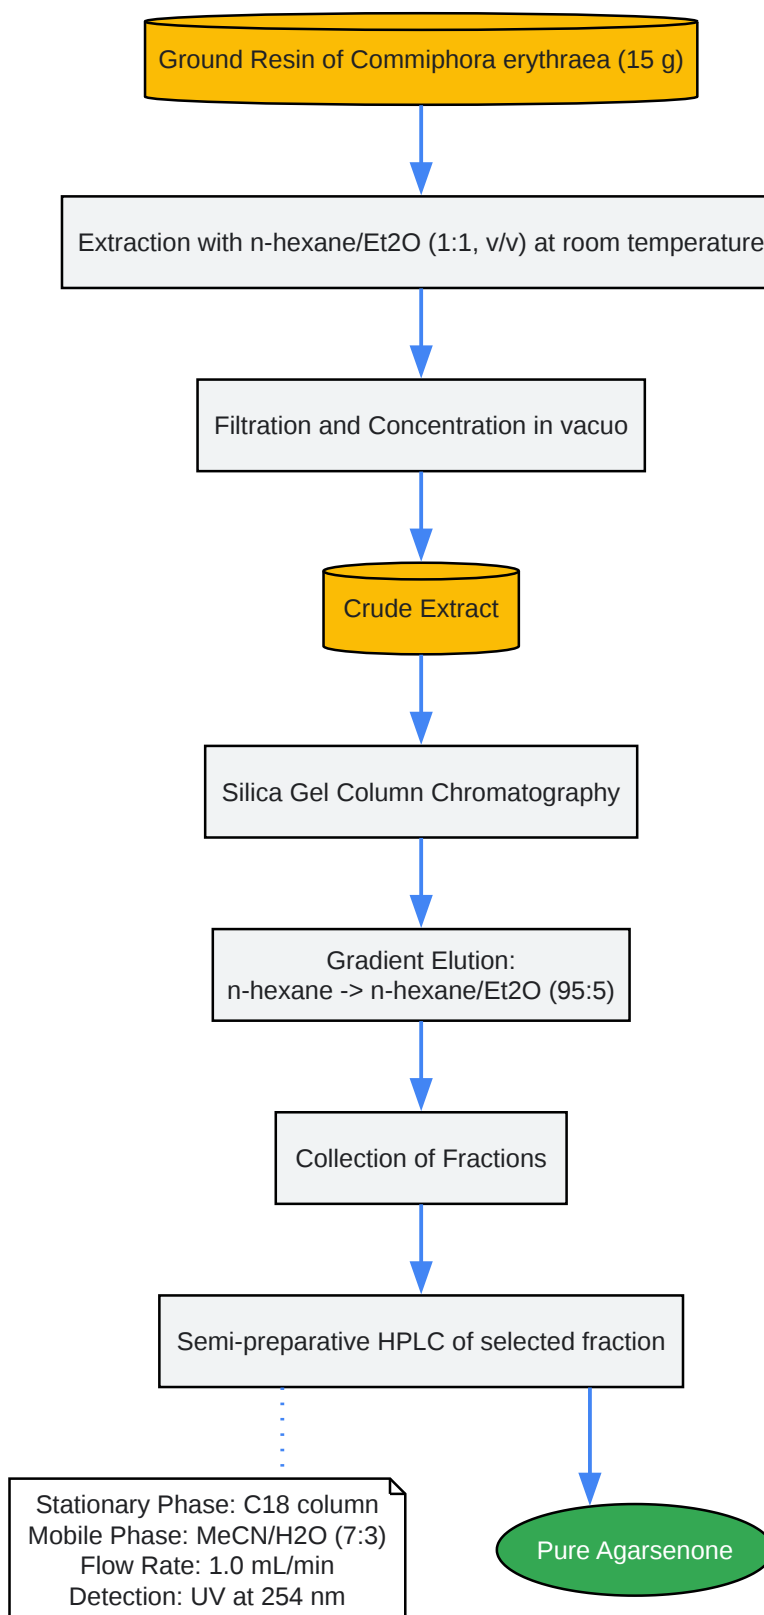 Ground Resin of Commiphora erythraea (15 g)
Extraction with n-hexane/Et2O (1:1, v/v) at room temperature
Filtration and Concentration in vacuo
Crude Extract
Silica Gel Column Chromatography
Gradient Elution:
n-hexane -> n-hexane/Et2O (95:5)
Collection of Fractions
Semi-preparative HPLC of selected fraction
Stationary Phase: C18 column
Mobile Phase: MeCN/H2O (7:3)
Flow Rate: 1.0 mL/min
Detection: UV at 254 nm
Pure Agarsenone